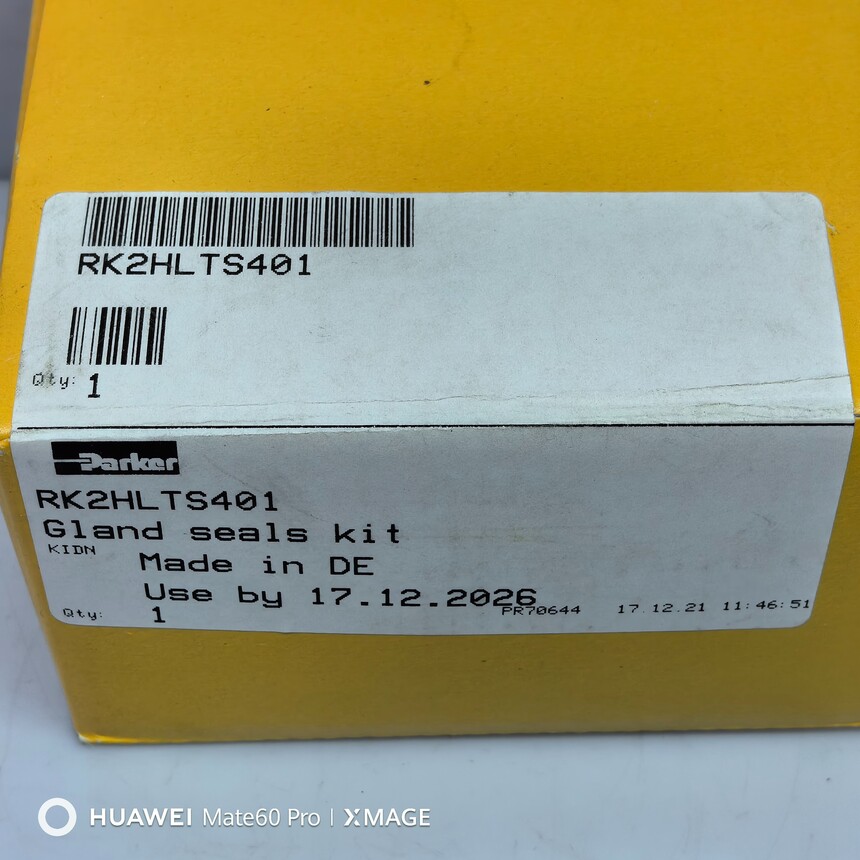 RK2HLTS401
Qty: 1
Parker
RK2HLTS401
Gland seals kit
KIDN
Made in DE
Use by 17.12.2026
Qty: 1 PR70644 17.12.21 11:46:51
HUAWEI Mate60 Pro | XMAGE